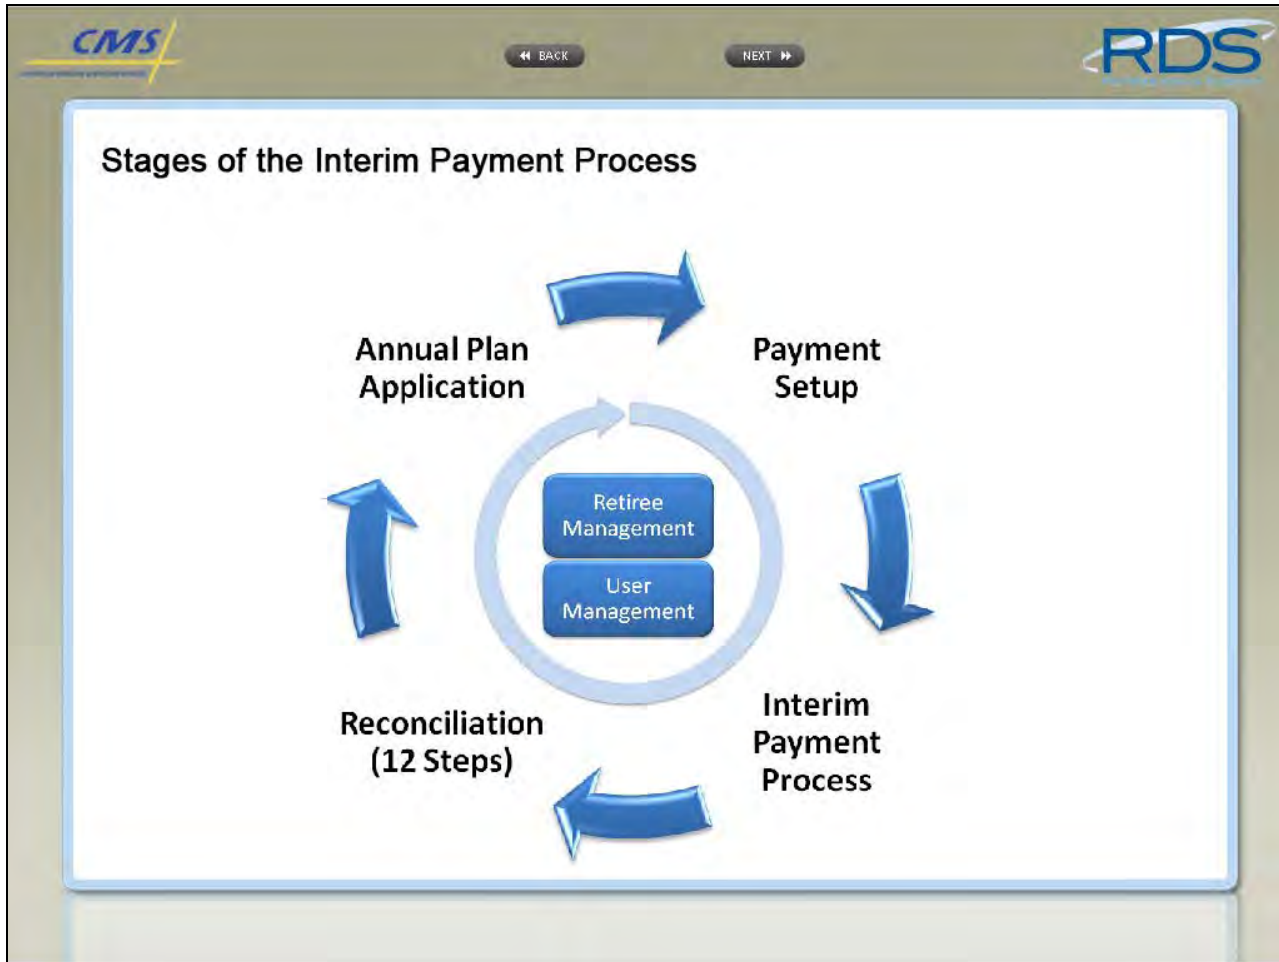 CMS
BACK
NEXT
RDS
Stages of the Interim Payment Process
Annual Plan
Application
Payment
Setup
Retiree
Management
User
Management
Reconciliation
(12 Steps)
Interim
Payment
Process